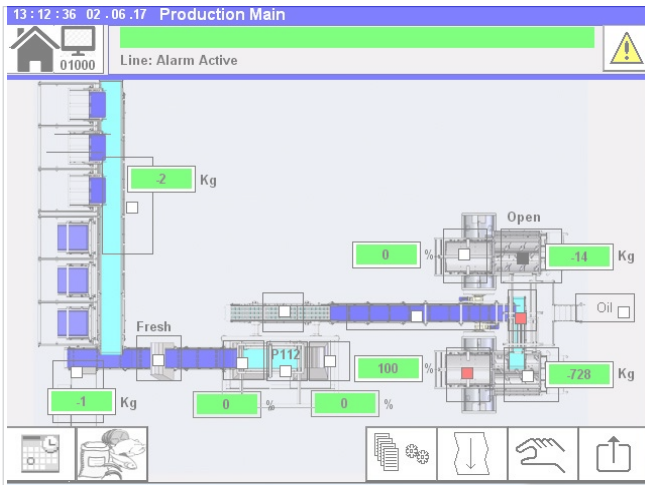 13:12:36 02.06.17 Production Main
01000
Line: Alarm Active
-2 Kg
Open
0 %
-14 Kg
Oil
Fresh
P112
100 %
-728 Kg
-1 Kg
0 %
0 %